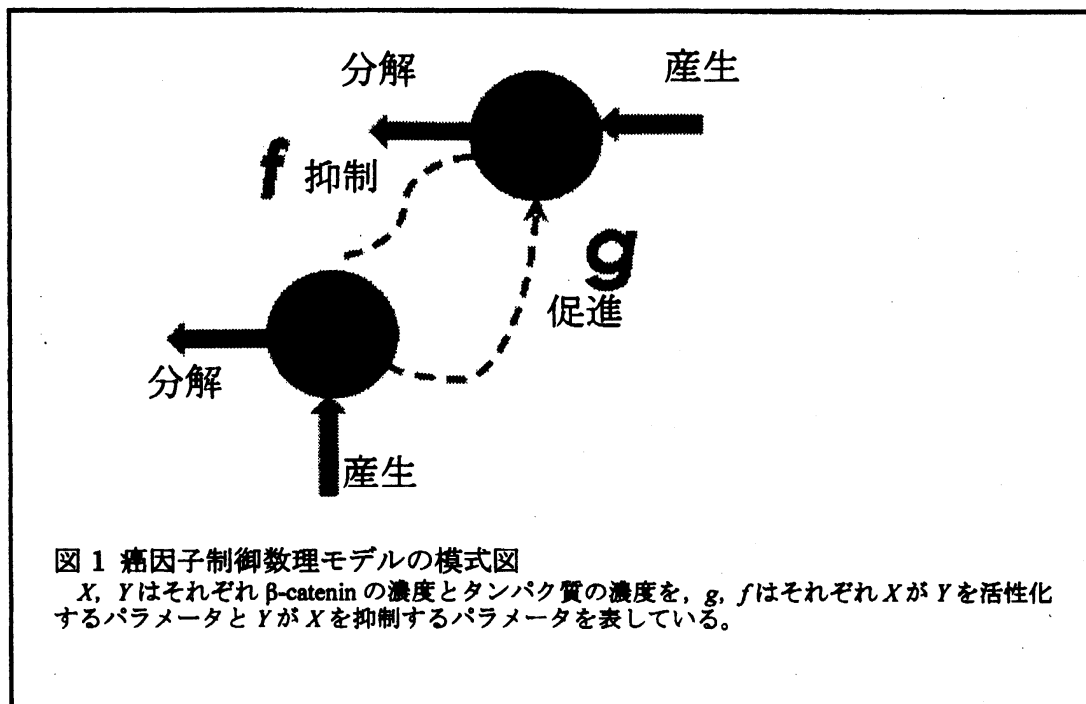 分解
産生
f 抑制
g
促進
分解
産生
図 1 癌因子制御数理モデルの模式図
X, Y はそれぞれ β-catenin の濃度とタンパク質の濃度を, g, f はそれぞれ X が Y を活性化
するパラメータと Y が X を抑制するパラメータを表している。